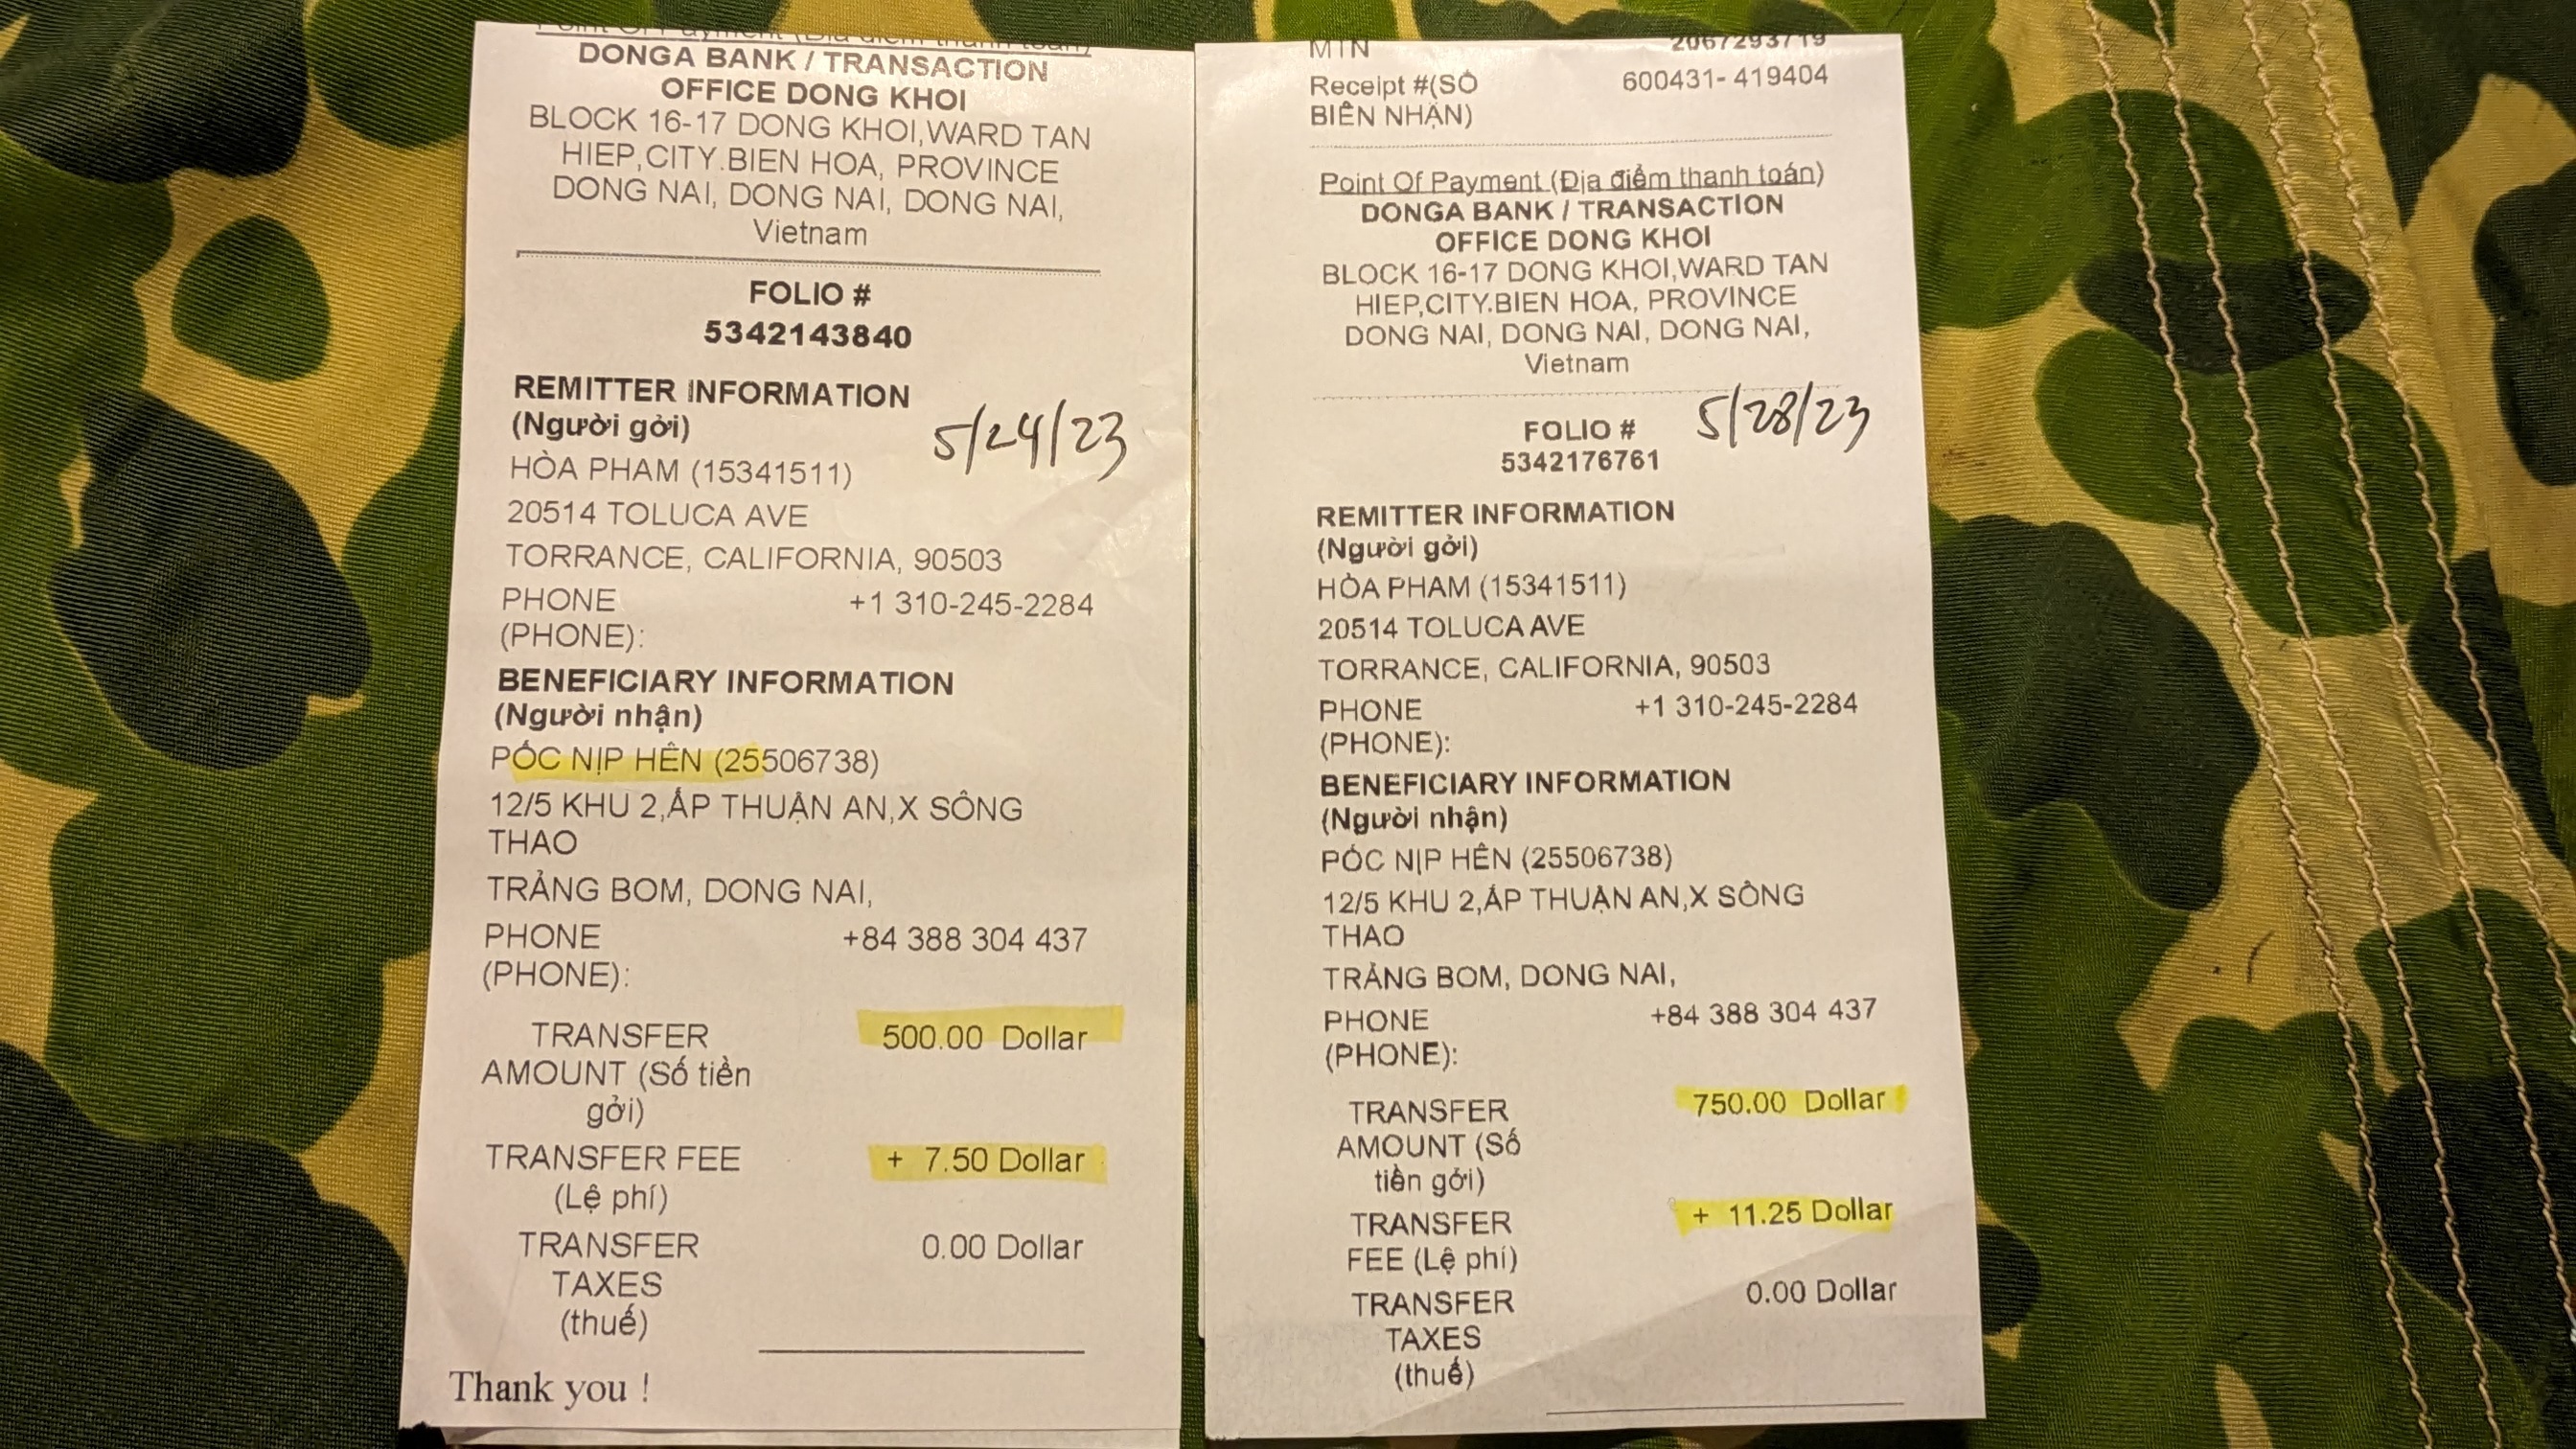 Point Of Payment (Địa điểm thanh toán)
DONGA BANK / TRANSACTION
OFFICE DONG KHOI
BLOCK 16-17 DONG KHOI,WARD TAN
HIEP,CITY.BIEN HOA, PROVINCE
DONG NAI, DONG NAI, DONG NAI,
Vietnam
FOLIO #
5342143840
REMITTER INFORMATION
(Người gởi)
5/24/23
HÒA PHAM (15341511)
20514 TOLUCA AVE
TORRANCE, CALIFORNIA, 90503
PHONE +1 310-245-2284
(PHONE):
BENEFICIARY INFORMATION
(Người nhận)
PÓC NỊP HÊN (25506738)
12/5 KHU 2,ẤP THUẬN AN,X SÔNG
THAO
TRẢNG BOM, DONG NAI,
PHONE +84 388 304 437
(PHONE):
TRANSFER 500.00 Dollar
AMOUNT (Số tiền
gởi)
TRANSFER FEE + 7.50 Dollar
(Lệ phí)
TRANSFER 0.00 Dollar
TAXES
(thuế)
Thank you !
MTN 2067293719
Receipt #(SỐ 600431- 419404
BIÊN NHẬN)
Point Of Payment (Địa điểm thanh toán)
DONGA BANK / TRANSACTION
OFFICE DONG KHOI
BLOCK 16-17 DONG KHOI,WARD TAN
HIEP,CITY.BIEN HOA, PROVINCE
DONG NAI, DONG NAI, DONG NAI,
Vietnam
5/28/23
FOLIO #
5342176761
REMITTER INFORMATION
(Người gởi)
HÒA PHAM (15341511)
20514 TOLUCA AVE
TORRANCE, CALIFORNIA, 90503
PHONE +1 310-245-2284
(PHONE):
BENEFICIARY INFORMATION
(Người nhận)
PÓC NỊP HÊN (25506738)
12/5 KHU 2,ẤP THUẬN AN,X SÔNG
THAO
TRẢNG BOM, DONG NAI,
PHONE +84 388 304 437
(PHONE):
TRANSFER 750.00 Dollar
AMOUNT (Số
tiền gởi)
TRANSFER + 11.25 Dollar
FEE (Lệ phí)
TRANSFER 0.00 Dollar
TAXES
(thuế)